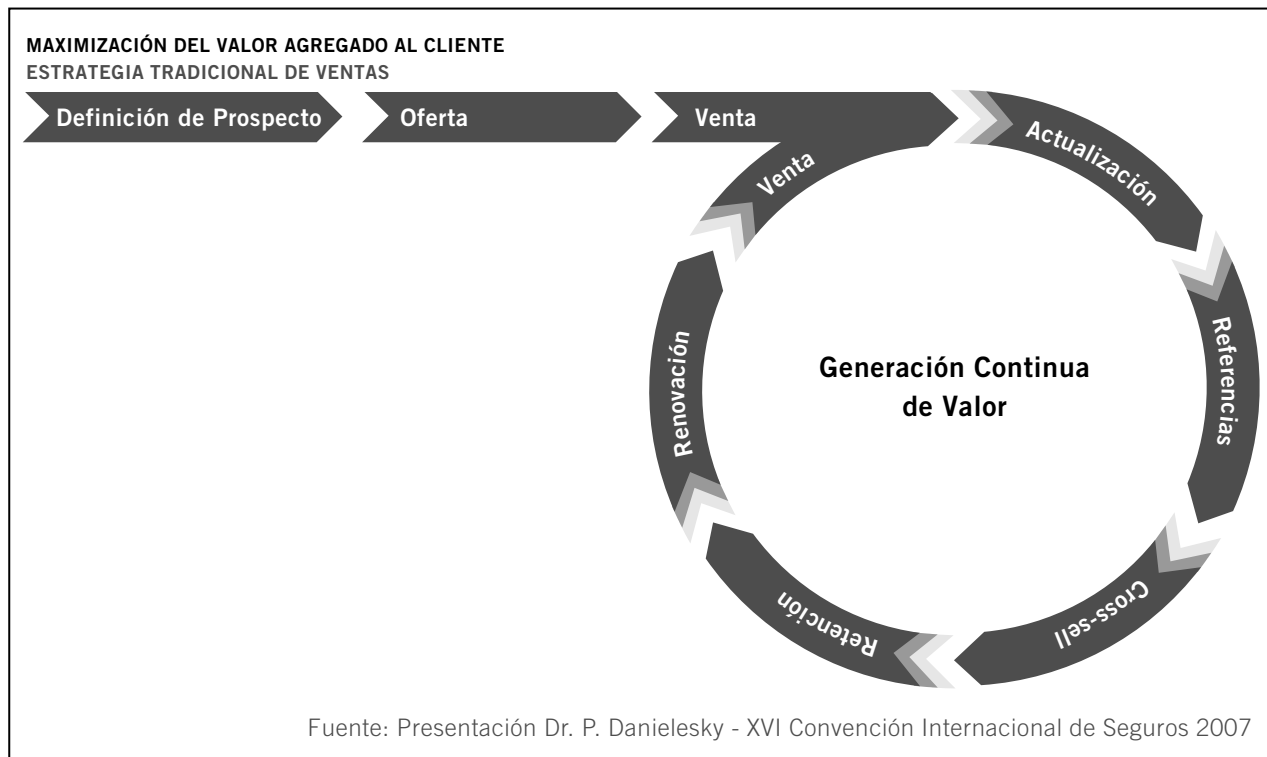 MAXIMIZACIÓN DEL VALOR AGREGADO AL CLIENTE
ESTRATEGIA TRADICIONAL DE VENTAS
Definición de Prospecto
Oferta
Venta
Actualización
Referencias
Cross-sell
Retención
Renovación
Venta
Generación Continua
de Valor
Fuente: Presentación Dr. P. Danielesky - XVI Convención Internacional de Seguros 2007